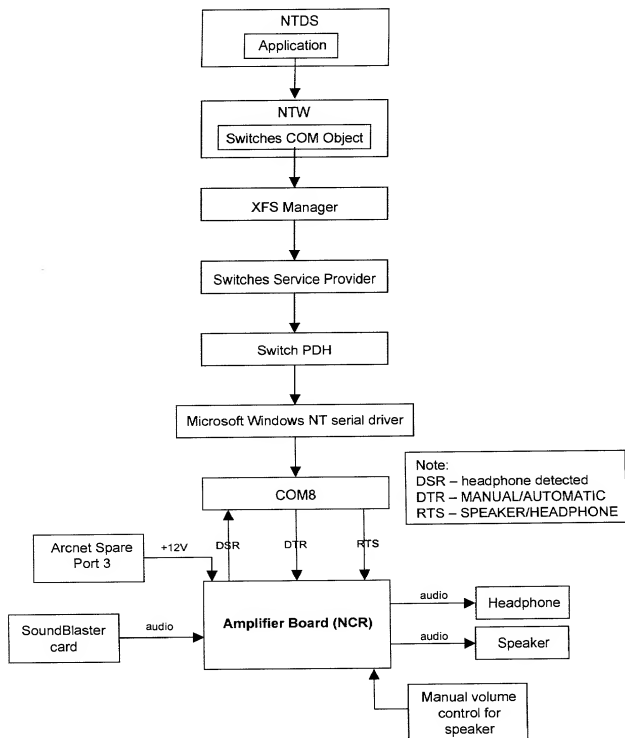 NTDS
Application
NTW
Switches COM Object
XFS Manager
Switches Service Provider
Switch PDH
Microsoft Windows NT serial driver
COM8
Note:
DSR – headphone detected
DTR – MANUAL/AUTOMATIC
RTS – SPEAKER/HEADPHONE
DSR
DTR
RTS
Arcnet Spare
Port 3
+12V
SoundBlaster
card
audio
Amplifier Board (NCR)
audio
Headphone
audio
Speaker
Manual volume
control for
speaker